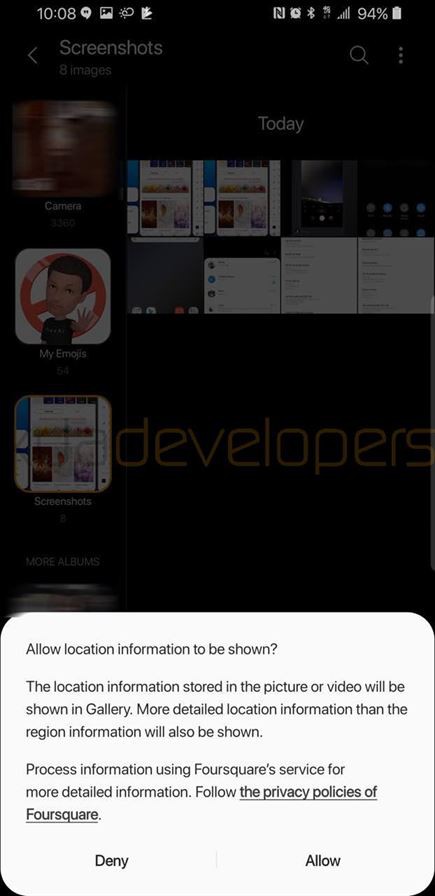 10:08
94%
Screenshots
8 images
Today
Camera
3360
My Emojis
54
developers
Screenshots
8
MORE ALBUMS
Allow location information to be shown?
The location information stored in the picture or video will be
shown in Gallery. More detailed location information than the
region information will also be shown.
Process information using Foursquare's service for
more detailed information. Follow the privacy policies of
Foursquare.
Deny
Allow